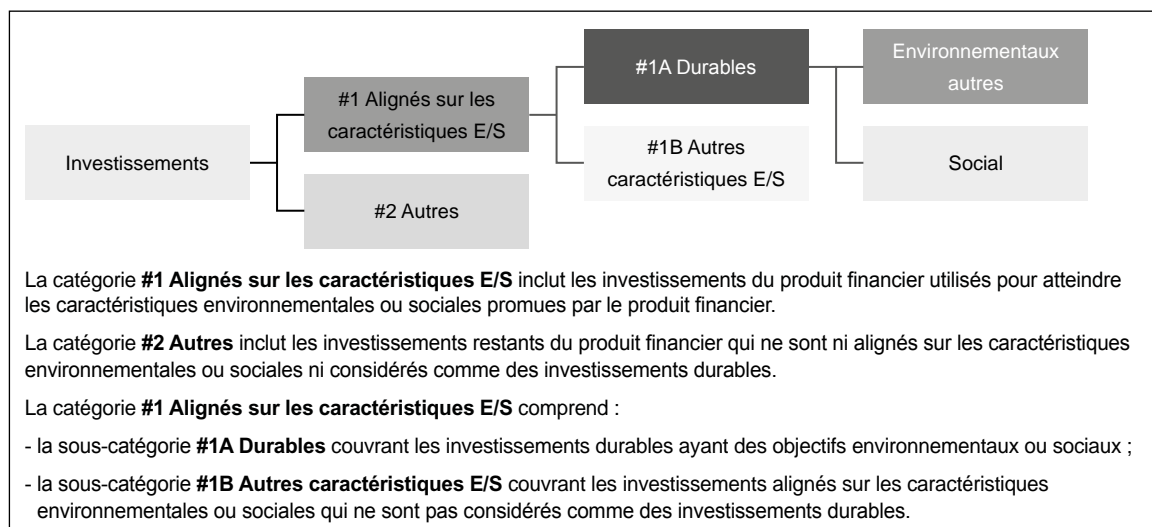 Investissements
#1 Alignés sur les
caractéristiques E/S
#2 Autres
#1A Durables
#1B Autres
caractéristiques E/S
Environnementaux
autres
Social
La catégorie #1 Alignés sur les caractéristiques E/S inclut les investissements du produit financier utilisés pour atteindre
les caractéristiques environnementales ou sociales promues par le produit financier.
La catégorie #2 Autres inclut les investissements restants du produit financier qui ne sont ni alignés sur les caractéristiques
environnementales ou sociales ni considérés comme des investissements durables.
La catégorie #1 Alignés sur les caractéristiques E/S comprend :
- la sous-catégorie #1A Durables couvrant les investissements durables ayant des objectifs environnementaux ou sociaux ;
- la sous-catégorie #1B Autres caractéristiques E/S couvrant les investissements alignés sur les caractéristiques
environnementales ou sociales qui ne sont pas considérés comme des investissements durables.